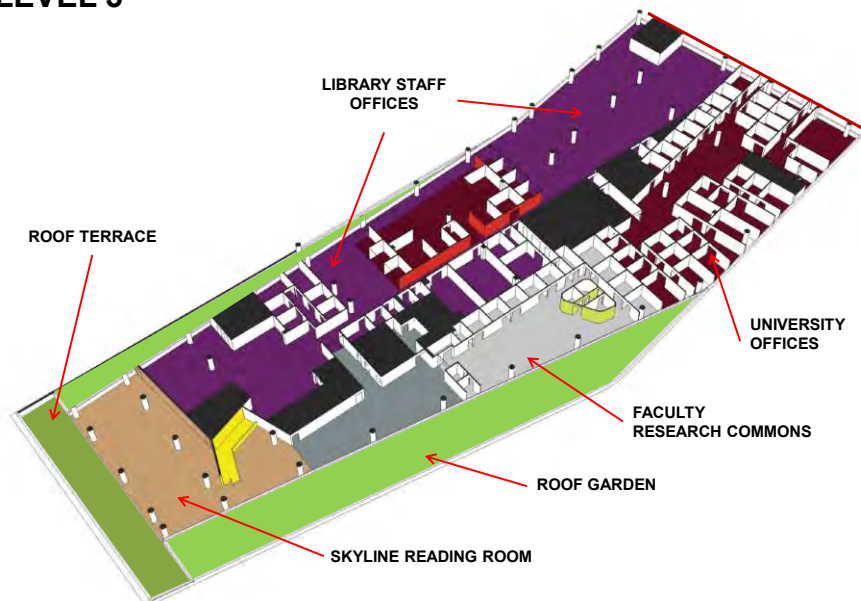 LIBRARY STAFF
OFFICES
ROOF TERRACE
UNIVERSITY
OFFICES
FACULTY
RESEARCH COMMONS
ROOF GARDEN
SKYLINE READING ROOM